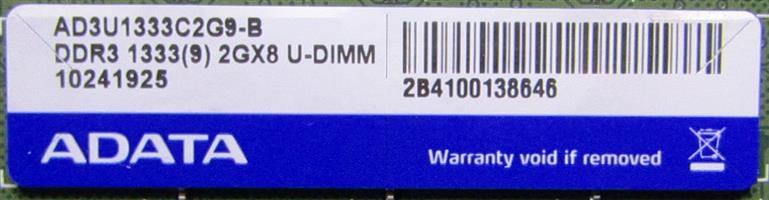 AD3U1333C2G9-B
DDR3 1333(9) 2GX8 U-DIMM
10241925
2B4100138646
ADATA
Warranty void if removed